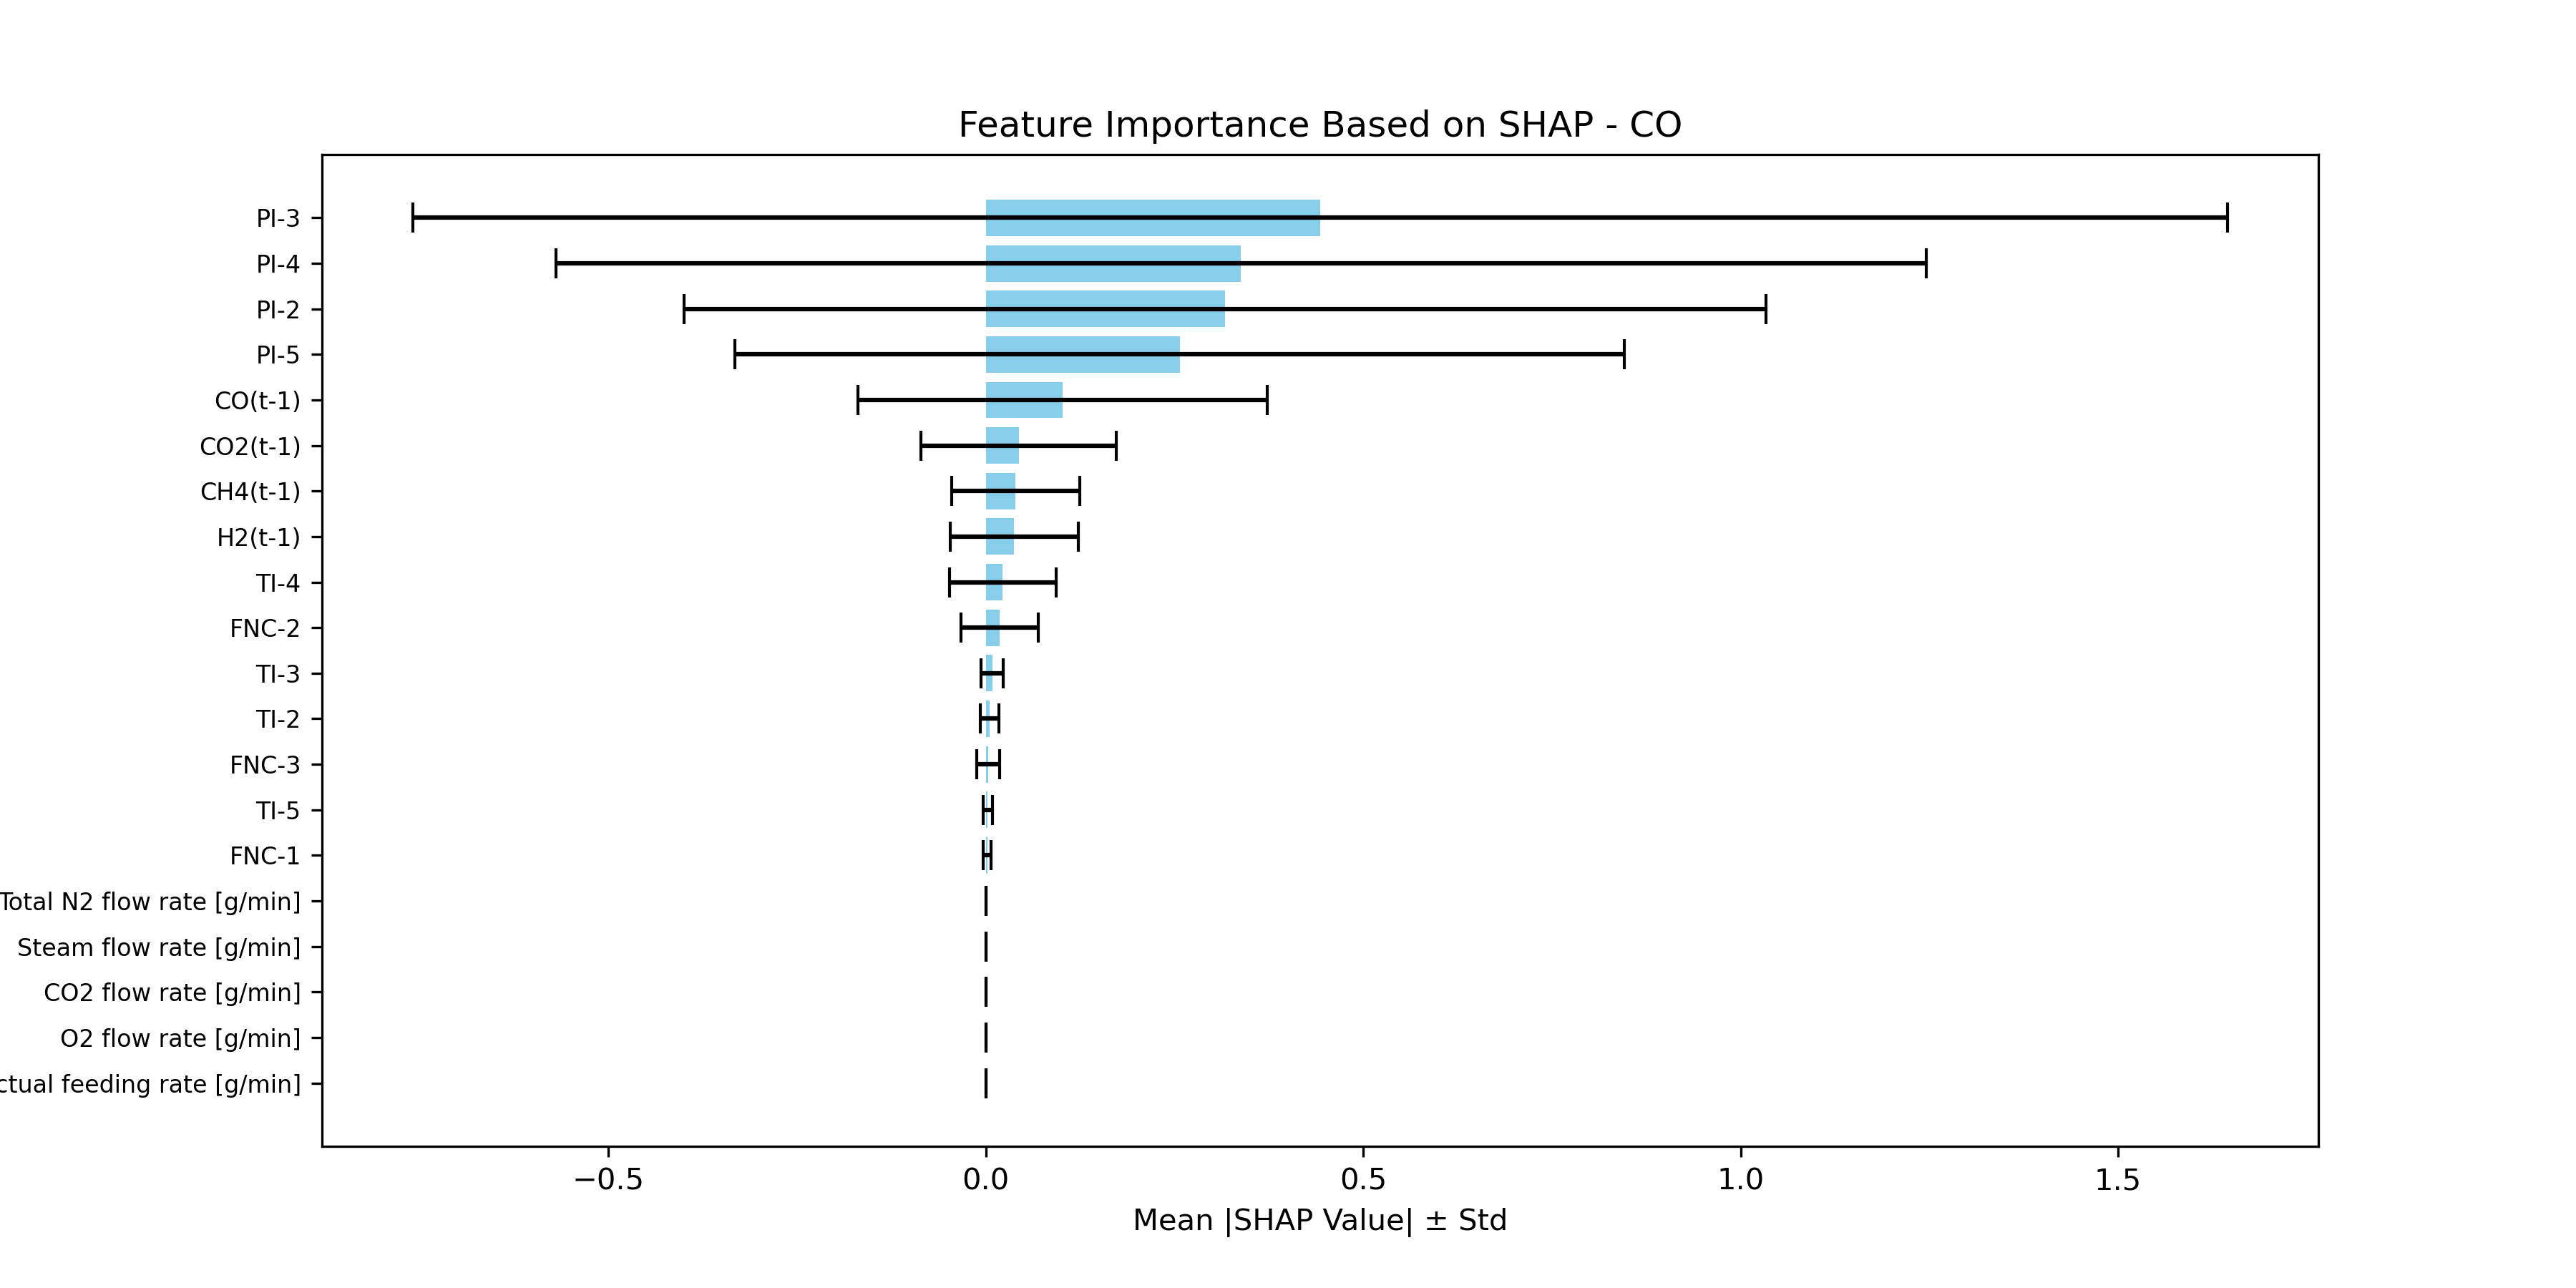 Feature Importance Based on SHAP - CO
PI-3
PI-4
PI-2
PI-5
CO(t-1)
CO2(t-1)
CH4(t-1)
H2(t-1)
TI-4
FNC-2
TI-3
TI-2
FNC-3
TI-5
FNC-1
Total N2 flow rate [g/min]
Steam flow rate [g/min]
CO2 flow rate [g/min]
O2 flow rate [g/min]
ctual feeding rate [g/min]
−0.5 0.0 0.5 1.0 1.5
Mean |SHAP Value| ± Std